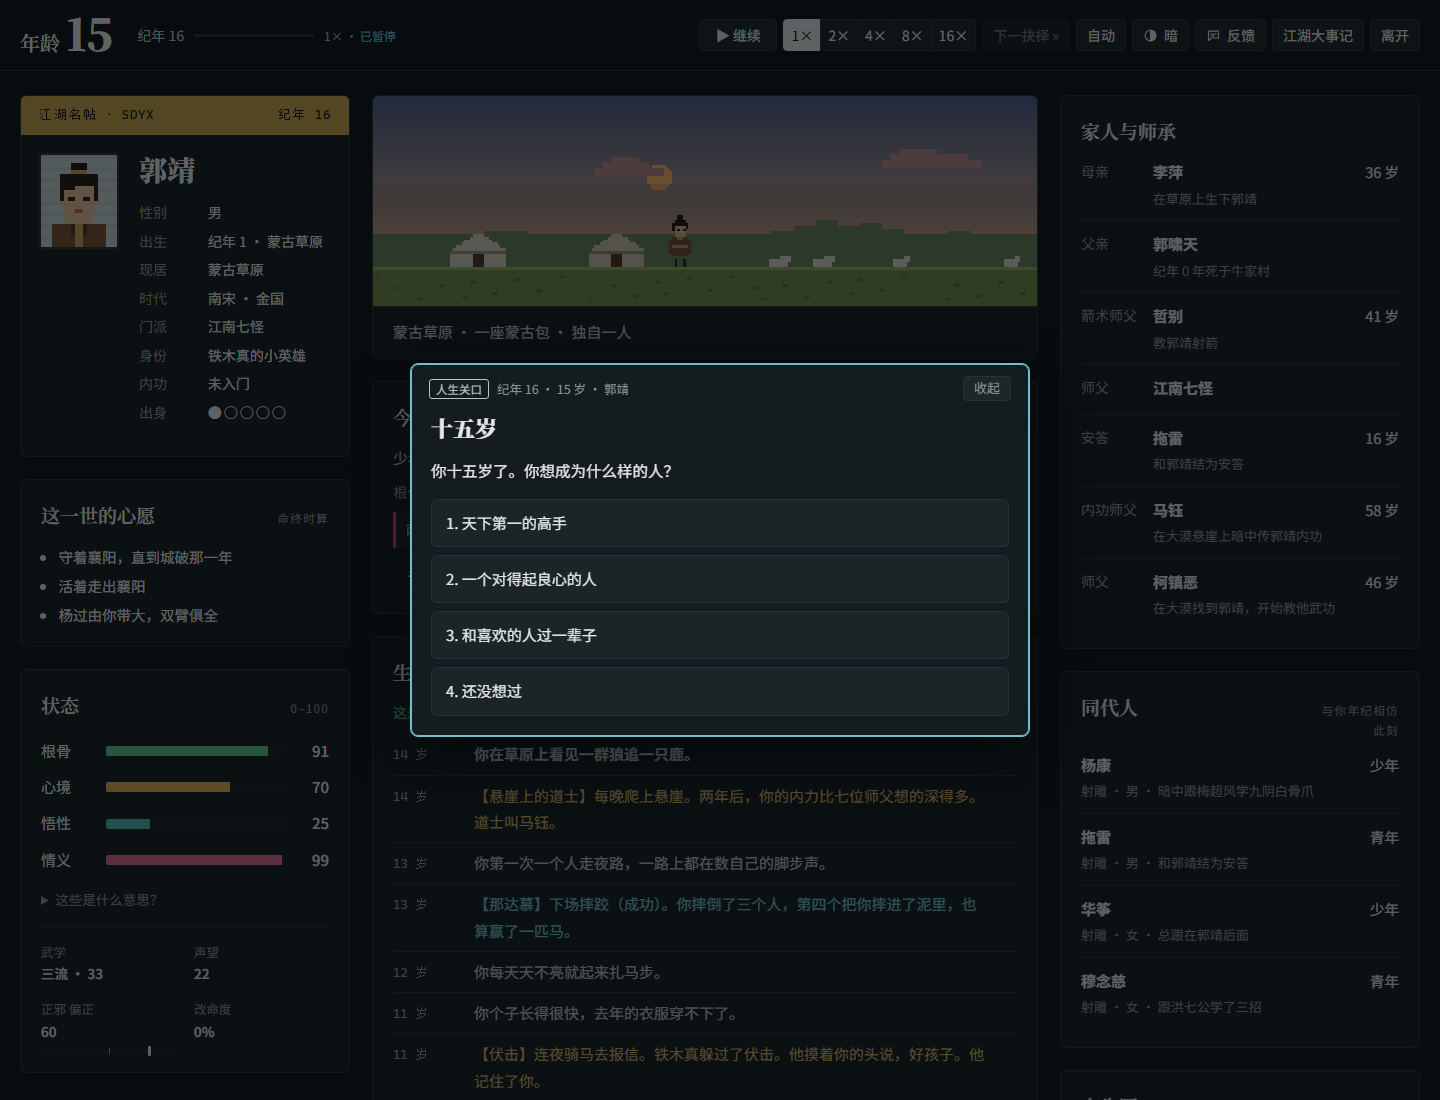 年龄 15 纪年 16 1× · 已暂停 ▶ 继续 1× 2× 4× 8× 16× 下一抉择 » 自动 暗 反馈 江湖大事记 离开
江湖名帖 · SDYX 纪年 16
郭靖
性别 男
出生 纪年 1 · 蒙古草原
现居 蒙古草原
时代 南宋 · 金国
门派 江南七怪
身份 铁木真的小英雄
内功 未入门
出身
这一世的心愿 命终时算
守着襄阳，直到城破那一年
活着走出襄阳
杨过由你带大，双臂俱全
状态 0–100
根骨 91
心境 70
悟性 25
情义 99
▶ 这些是什么意思？
武学 声望
三流 · 33 22
正邪 偏正 改命度
60 0%
蒙古草原 · 一座蒙古包 · 独自一人
今
少
根
人生关口 纪年 16 · 15 岁 · 郭靖 收起
十五岁
你十五岁了。你想成为什么样的人？
1. 天下第一的高手
2. 一个对得起良心的人
3. 和喜欢的人过一辈子
4. 还没想过
生
这
14 岁 你在草原上看见一群狼追一只鹿。
14 岁 【悬崖上的道士】每晚爬上悬崖。两年后，你的内力比七位师父想的深得多。
道士叫马钰。
13 岁 你第一次一个人走夜路，一路上都在数自己的脚步声。
13 岁 【那达慕】下场摔跤（成功）。你摔倒了三个人，第四个把你摔进了泥里，也
算赢了一匹马。
12 岁 你每天天不亮就起来扎马步。
11 岁 你个子长得很快，去年的衣服穿不下了。
11 岁 【伏击】连夜骑马去报信。铁木真躲过了伏击。他摸着你的头说，好孩子。他
记住了你。
家人与师承
母亲 李萍 36 岁
在草原上生下郭靖
父亲 郭啸天
纪年 0 年死于牛家村
箭术师父 哲别 41 岁
教郭靖射箭
师父 江南七怪
安答 拖雷 16 岁
和郭靖结为安答
内功师父 马钰 58 岁
在大漠悬崖上暗中传郭靖内功
师父 柯镇恶 46 岁
在大漠找到郭靖，开始教他武功
同代人 与你年纪相仿
此刻
杨康 少年
射雕 · 男 · 暗中跟梅超风学九阴白骨爪
拖雷 青年
射雕 · 男 · 和郭靖结为安答
华筝 少年
射雕 · 女 · 总跟在郭靖后面
穆念慈 青年
射雕 · 女 · 跟洪七公学了三招